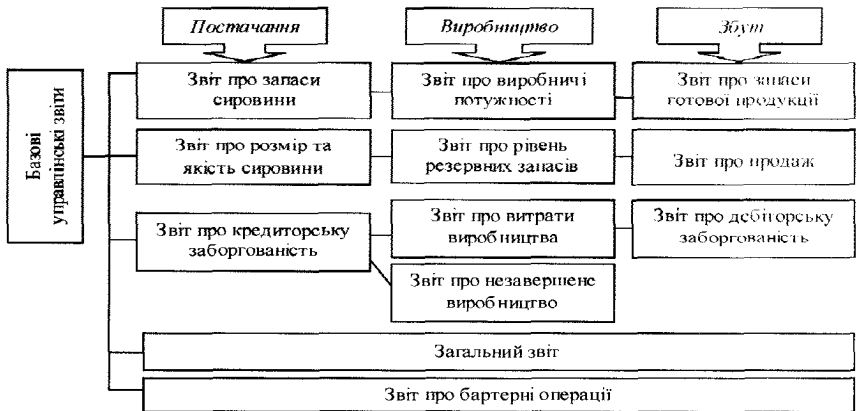 Постачання
Виробництво
Збут
Базові
управлінські звіти
Звіт про запаси
сировини
Звіт про виробничі
потужності
Звіт про запаси
готової продукції
Звіт про розмір та
якість сировини
Звіт про рівень
резервних запасів
Звіт про продаж
Звіт про кредиторську
заборгованість
Звіт про витрати
виробництва
Звіт про дебіторську
заборгованість
Звіт про незавершене
виробництво
Загальний звіт
Звіт про бартерні операції